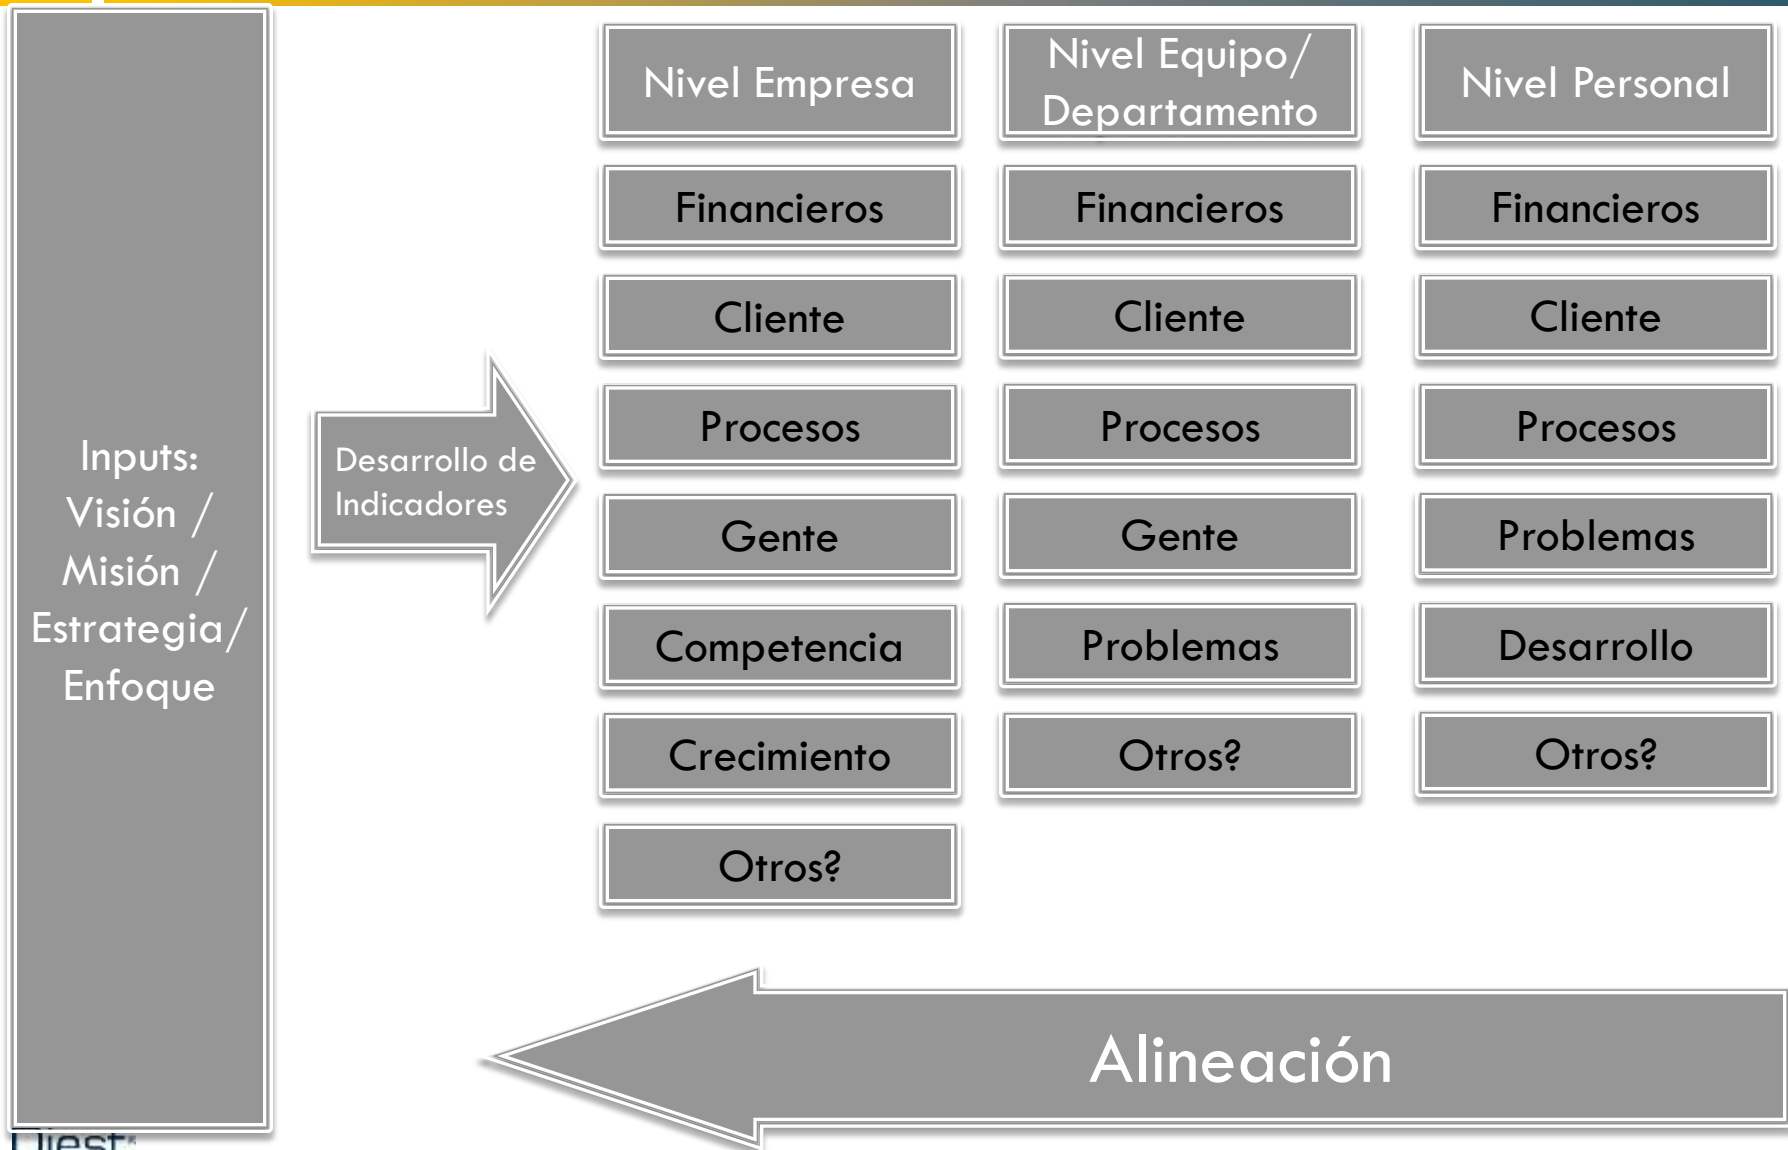 Inputs:
Visión /
Misión /
Estrategia/
Enfoque
Desarrollo de
Indicadores
Nivel Empresa
Financieros
Cliente
Procesos
Gente
Competencia
Crecimiento
Otros?
Nivel Equipo/
Departamento
Financieros
Cliente
Procesos
Gente
Problemas
Otros?
Nivel Personal
Financieros
Cliente
Procesos
Problemas
Desarrollo
Otros?
Alineación